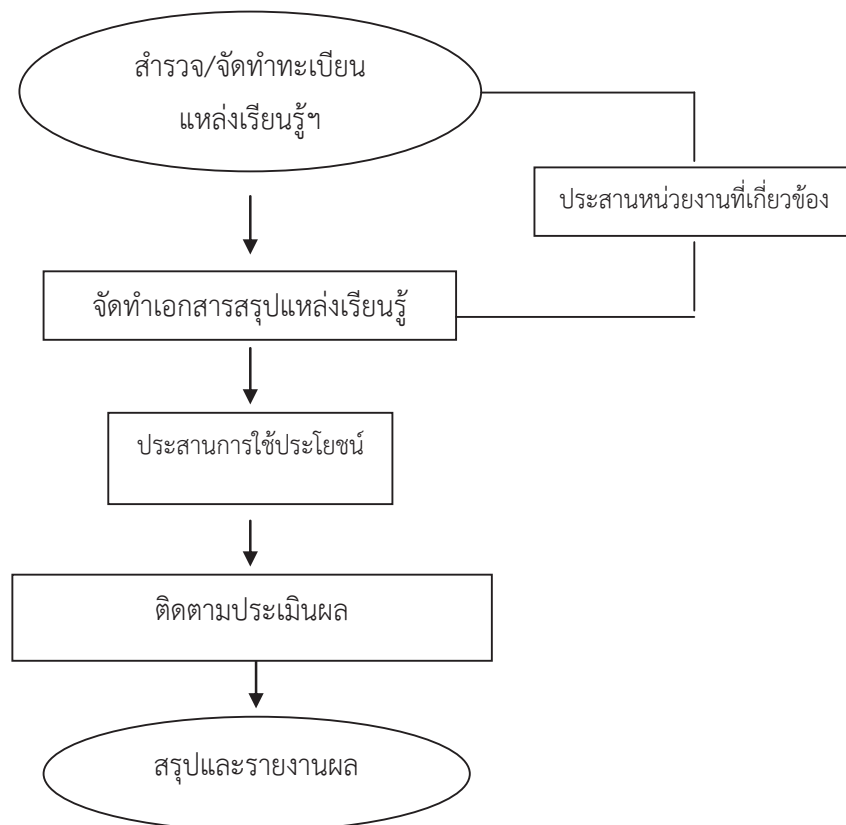 สำรวจ/จัดทำทะเบียน
แหล่งเรียนรู้ฯ
ประสานหน่วยงานที่เกี่ยวข้อง
จัดทำเอกสารสรุปแหล่งเรียนรู้
ประสานการใช้ประโยชน์
ติดตามประเมินผล
สรุปและรายงานผล